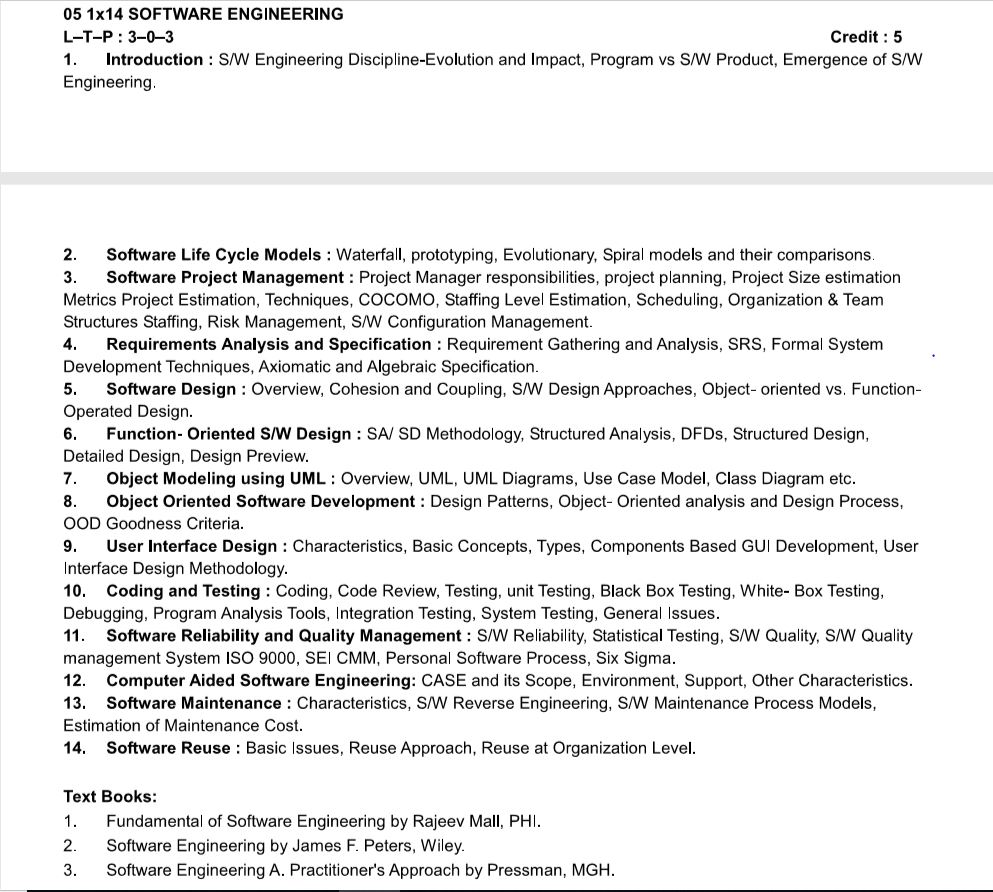 05 1x14 SOFTWARE ENGINEERING
L–T–P : 3–0–3 Credit : 5
1. Introduction : S/W Engineering Discipline-Evolution and Impact, Program vs S/W Product, Emergence of S/W
Engineering.
2. Software Life Cycle Models : Waterfall, prototyping, Evolutionary, Spiral models and their comparisons.
3. Software Project Management : Project Manager responsibilities, project planning, Project Size estimation
Metrics Project Estimation, Techniques, COCOMO, Staffing Level Estimation, Scheduling, Organization & Team
Structures Staffing, Risk Management, S/W Configuration Management.
4. Requirements Analysis and Specification : Requirement Gathering and Analysis, SRS, Formal System
Development Techniques, Axiomatic and Algebraic Specification.
5. Software Design : Overview, Cohesion and Coupling, S/W Design Approaches, Object- oriented vs. Function-
Operated Design.
6. Function- Oriented S/W Design : SA/ SD Methodology, Structured Analysis, DFDs, Structured Design,
Detailed Design, Design Preview.
7. Object Modeling using UML : Overview, UML, UML Diagrams, Use Case Model, Class Diagram etc.
8. Object Oriented Software Development : Design Patterns, Object- Oriented analysis and Design Process,
OOD Goodness Criteria.
9. User Interface Design : Characteristics, Basic Concepts, Types, Components Based GUI Development, User
Interface Design Methodology.
10. Coding and Testing : Coding, Code Review, Testing, unit Testing, Black Box Testing, White- Box Testing,
Debugging, Program Analysis Tools, Integration Testing, System Testing, General Issues.
11. Software Reliability and Quality Management : S/W Reliability, Statistical Testing, S/W Quality, S/W Quality
management System ISO 9000, SEI CMM, Personal Software Process, Six Sigma.
12. Computer Aided Software Engineering: CASE and its Scope, Environment, Support, Other Characteristics.
13. Software Maintenance : Characteristics, S/W Reverse Engineering, S/W Maintenance Process Models,
Estimation of Maintenance Cost.
14. Software Reuse : Basic Issues, Reuse Approach, Reuse at Organization Level.
Text Books:
1. Fundamental of Software Engineering by Rajeev Mall, PHI.
2. Software Engineering by James F. Peters, Wiley.
3. Software Engineering A. Practitioner's Approach by Pressman, MGH.